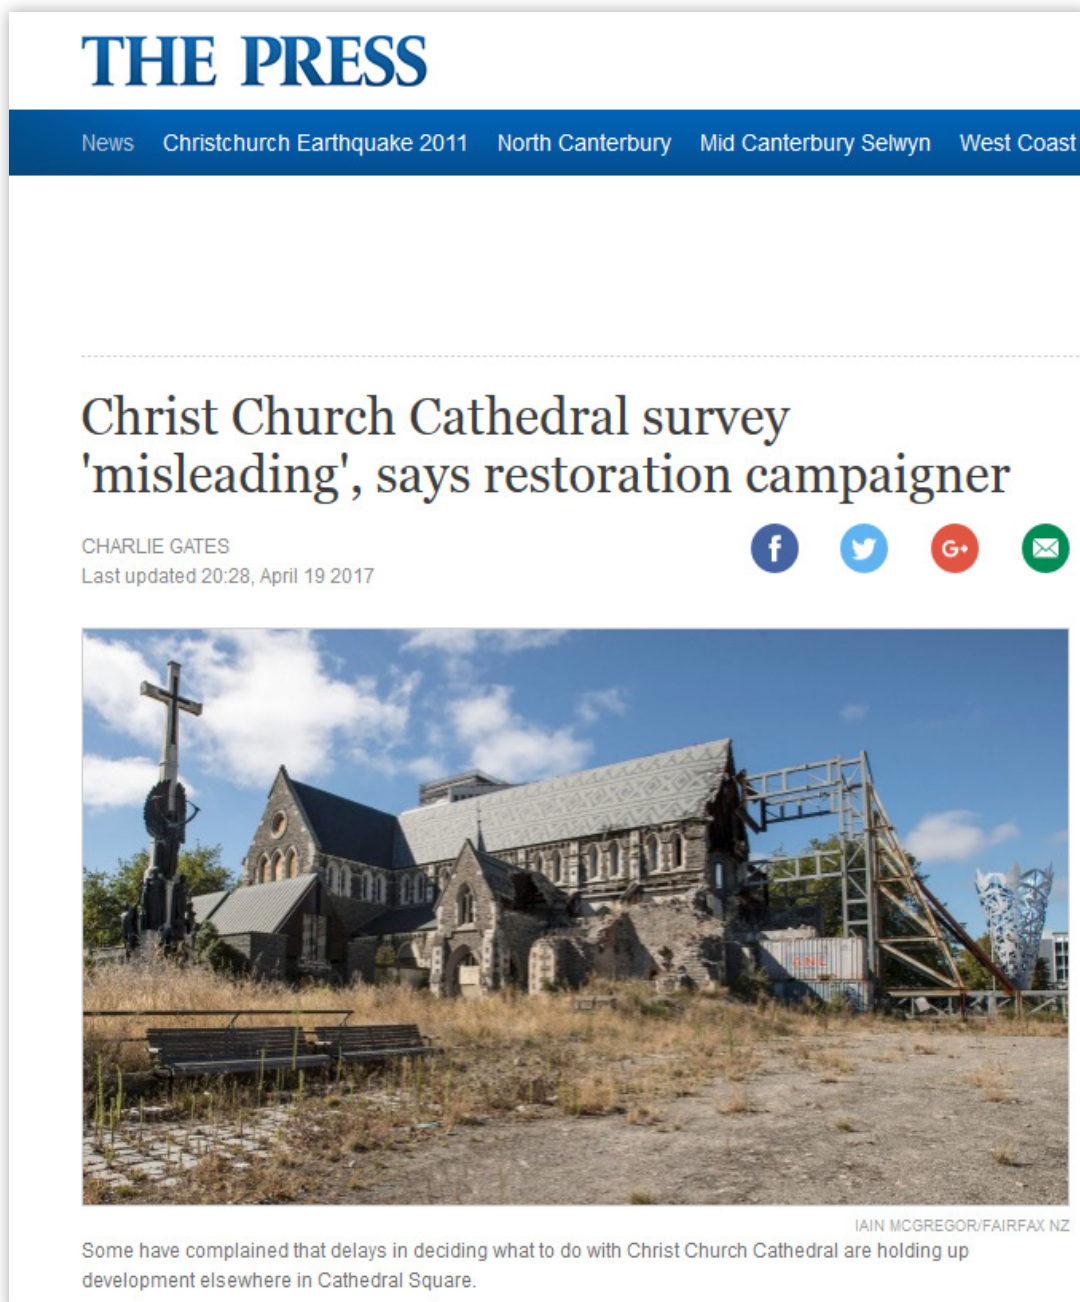 THE PRESS
News Christchurch Earthquake 2011 North Canterbury Mid Canterbury Selwyn West Coast
Christ Church Cathedral survey
'misleading', says restoration campaigner
CHARLIE GATES
Last updated 20:28, April 19 2017
f
G+
IAIN MCGREGOR/FAIRFAX NZ
Some have complained that delays in deciding what to do with Christ Church Cathedral are holding up
development elsewhere in Cathedral Square.